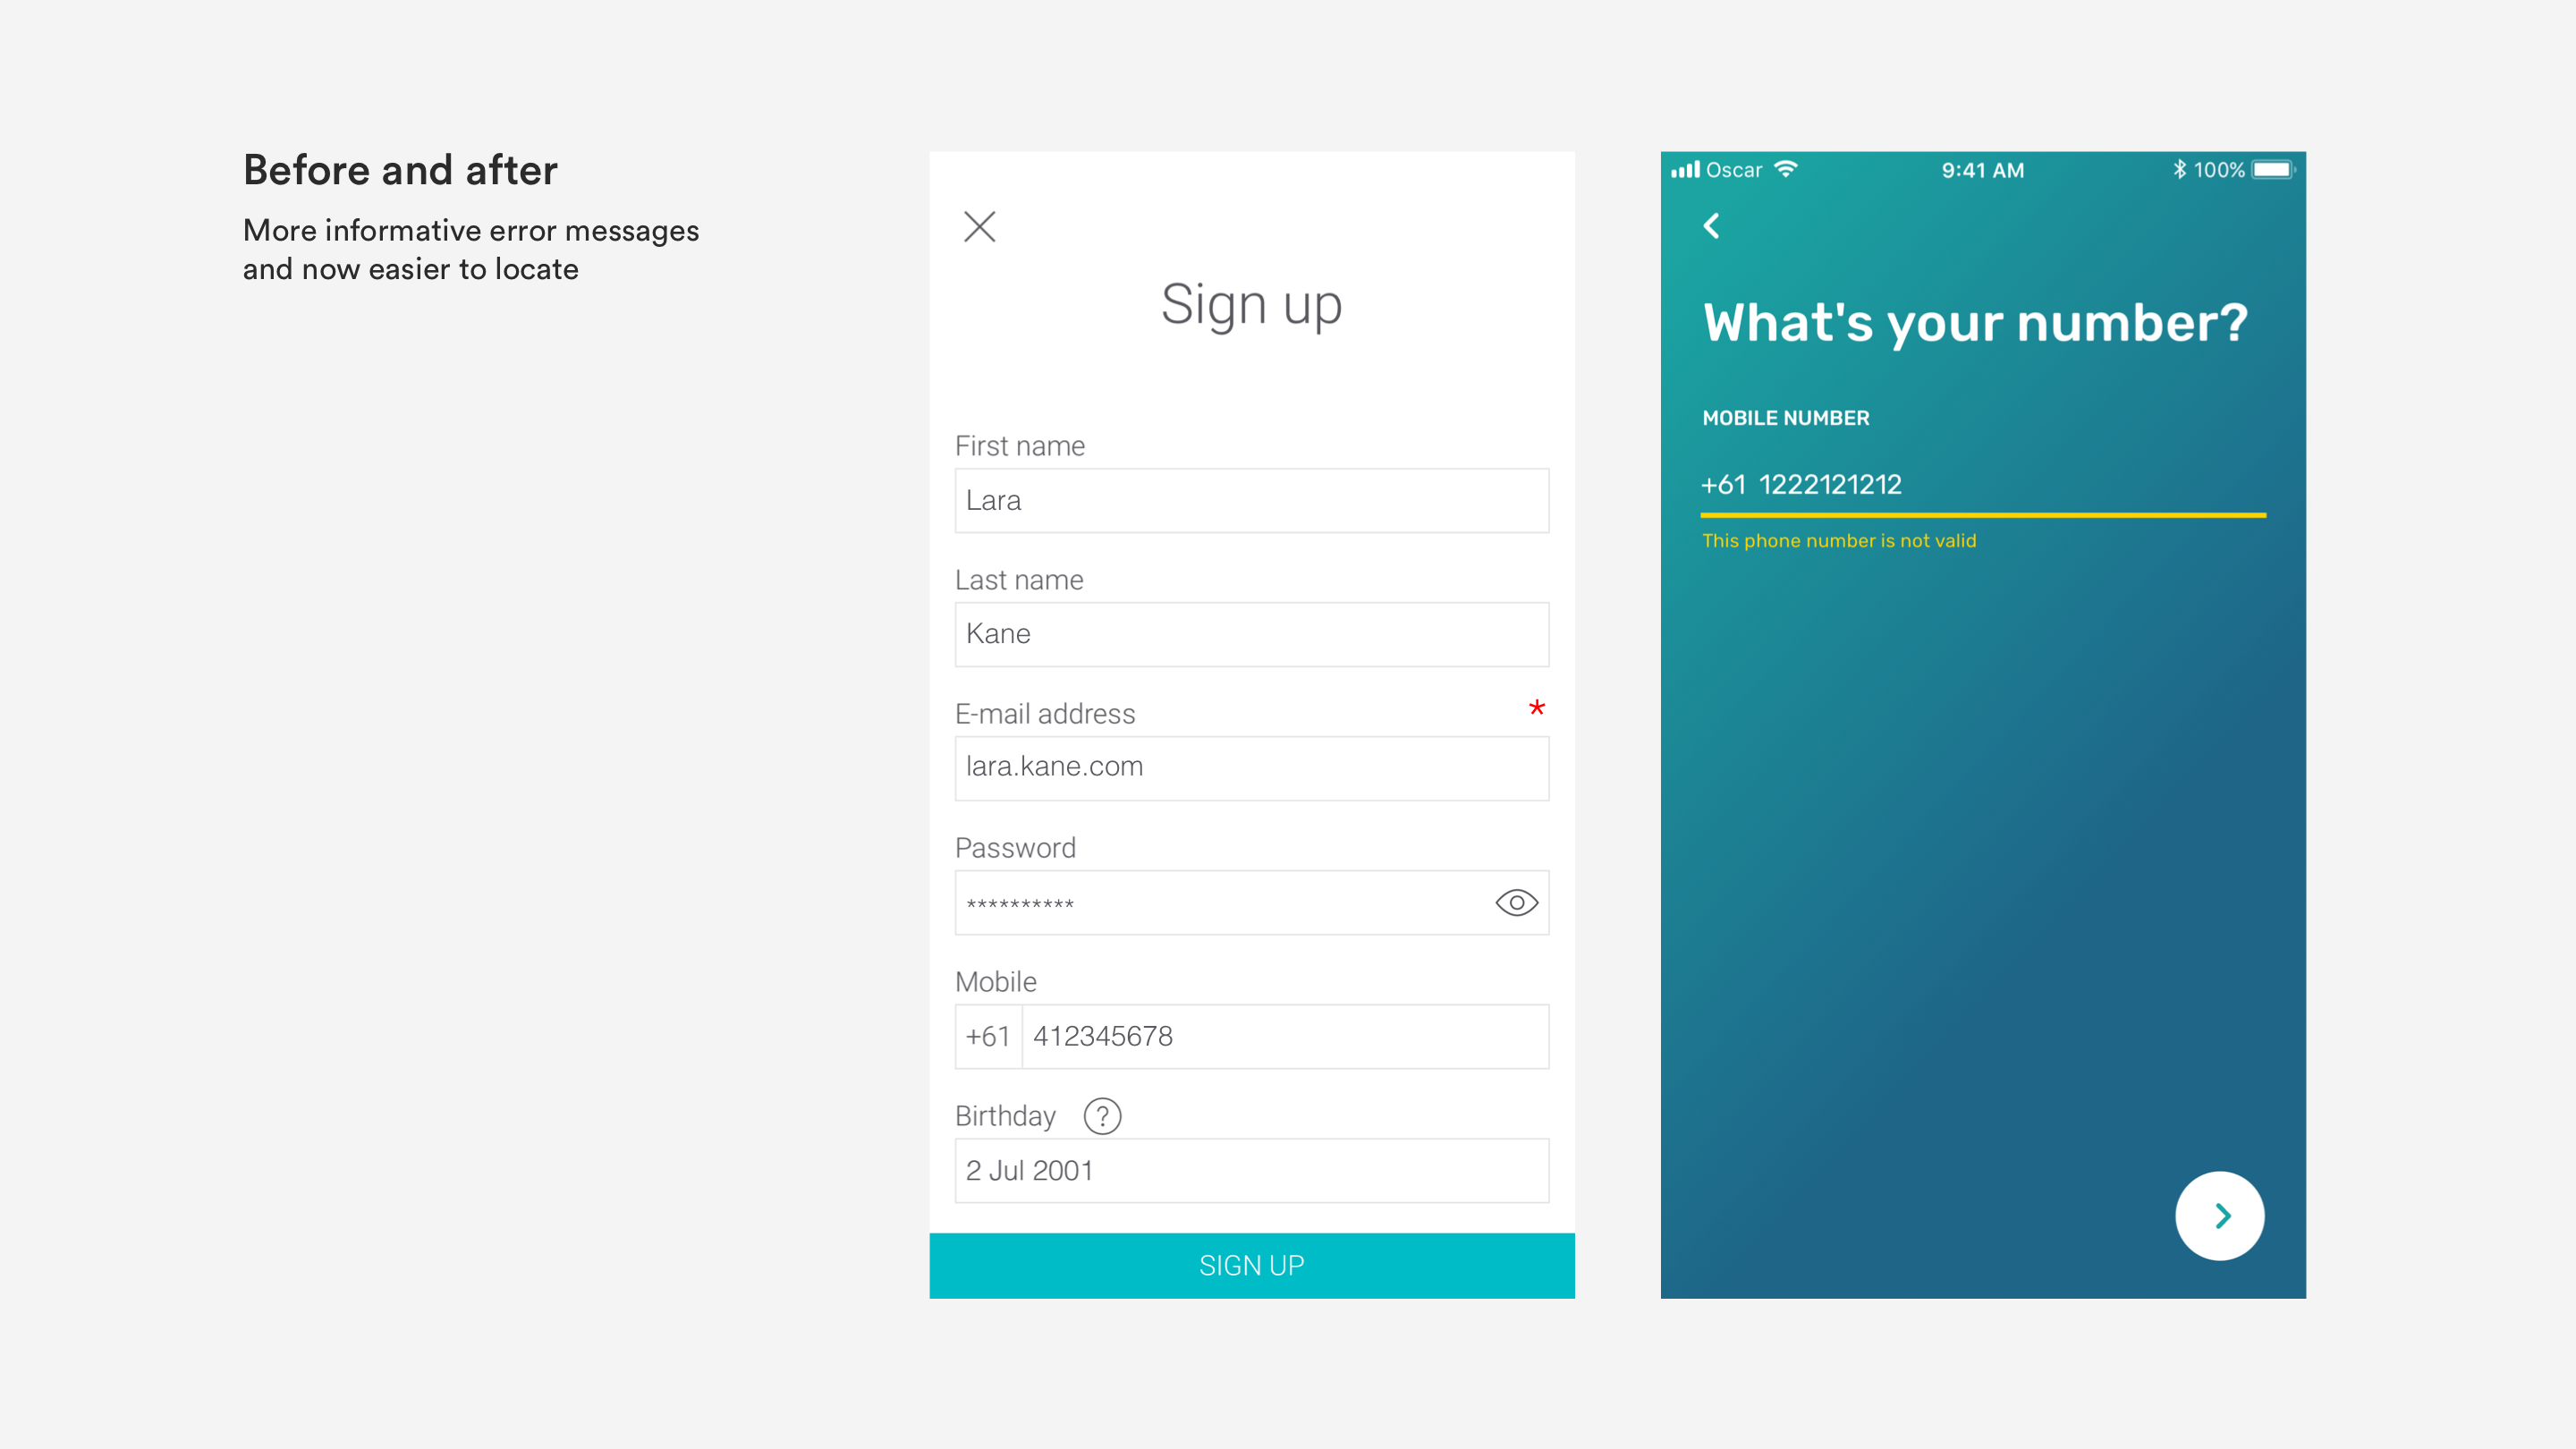 Before and after
More informative error messages
and now easier to locate
Sign up
First name
Lara
Last name
Kane
E-mail address *
lara.kane.com
Password
**********
Mobile
+61 412345678
Birthday ?
2 Jul 2001
SIGN UP
Oscar 9:41 AM 100%
What's your number?
MOBILE NUMBER
+61 1222121212
This phone number is not valid